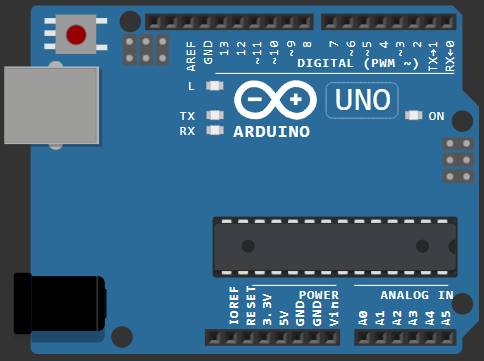 AREF
GND
13
12
~11
~10
~9
8
7
~6
~5
4
~3
2
TX→1
RX←0
DIGITAL (PWM ~)
L
TX
RX
ARDUINO
UNO
ON
POWER
ANALOG IN
IOREF
RESET
3.3V
5V
GND
GND
Vin
A0
A1
A2
A3
A4
A5